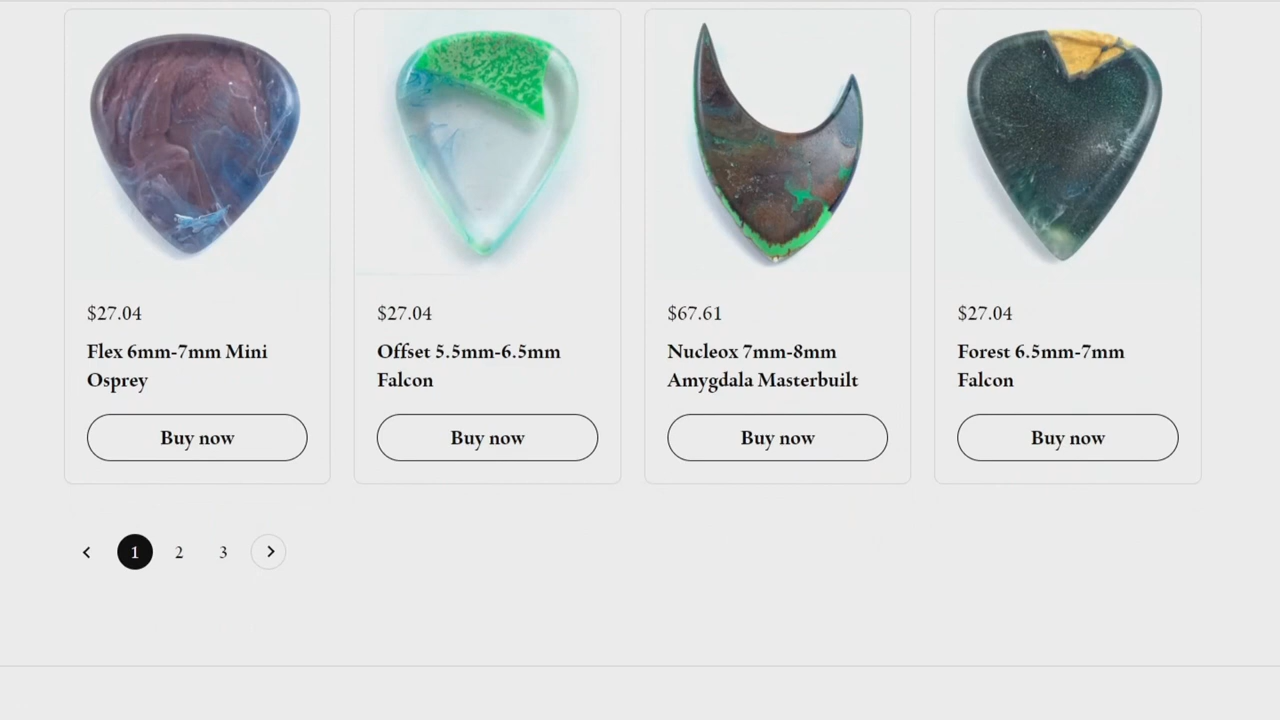 $27.04
Flex 6mm-7mm Mini
Osprey
Buy now
$27.04
Offset 5.5mm-6.5mm
Falcon
Buy now
$67.61
Nucleox 7mm-8mm
Amygdala Masterbuilt
Buy now
$27.04
Forest 6.5mm-7mm
Falcon
Buy now
1 2 3